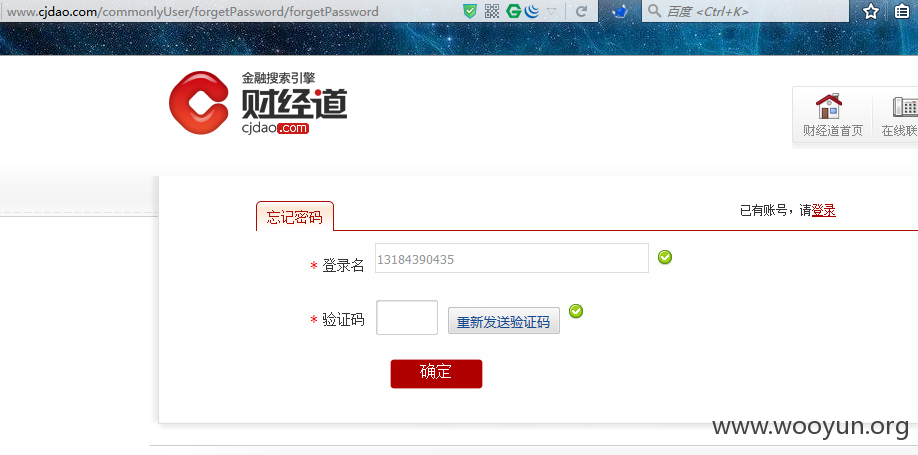 www.cjdao.com/commonlyUser/forgetPassword/forgetPassword
百度 <Ctrl+K>
金融搜索引擎
财经道
cjdao.com
财经道首页
在线联
忘记密码
已有账号，请登录
* 登录名
13184390435
* 验证码
重新发送验证码
确定
www.wooyun.org